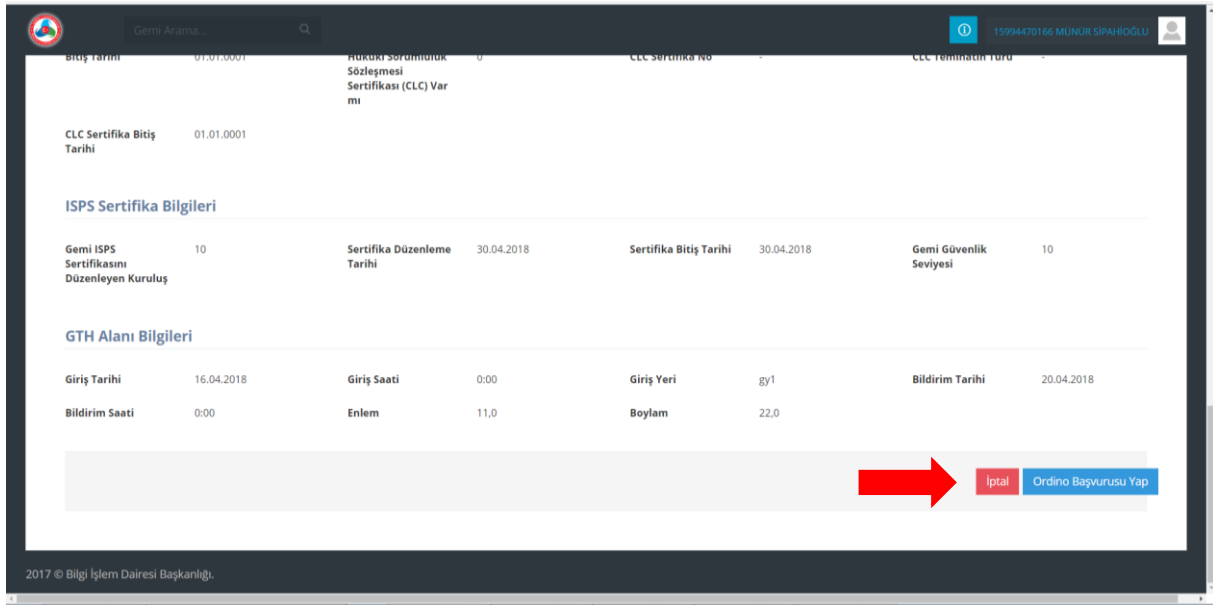 Gemi Arama...
15994470166 MÜNÜR SİPAHİOĞLU
Bitiş Tarihi 01.01.0001 Hukuki Sorumluluk 0 CLC Sertifika No - CLC Teminatın Türü -
Sözleşmesi
Sertifikası (CLC) Var
mı
CLC Sertifika Bitiş 01.01.0001
Tarihi
ISPS Sertifika Bilgileri
Gemi ISPS 10 Sertifika Düzenleme 30.04.2018 Sertifika Bitiş Tarihi 30.04.2018 Gemi Güvenlik 10
Sertifikasını Tarihi Seviyesi
Düzenleyen Kuruluş
GTH Alanı Bilgileri
Giriş Tarihi 16.04.2018 Giriş Saati 0:00 Giriş Yeri gy1 Bildirim Tarihi 20.04.2018
Bildirim Saati 0:00 Enlem 11,0 Boylam 22,0
İptal Ordino Başvurusu Yap
2017 © Bilgi İşlem Dairesi Başkanlığı.